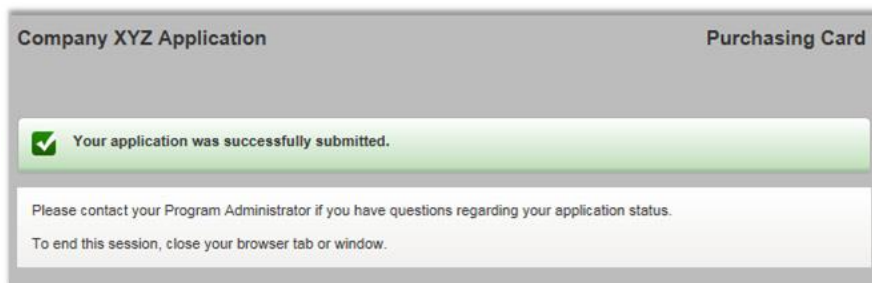 Company XYZ Application Purchasing Card
Your application was successfully submitted.
Please contact your Program Administrator if you have questions regarding your application status.
To end this session, close your browser tab or window.